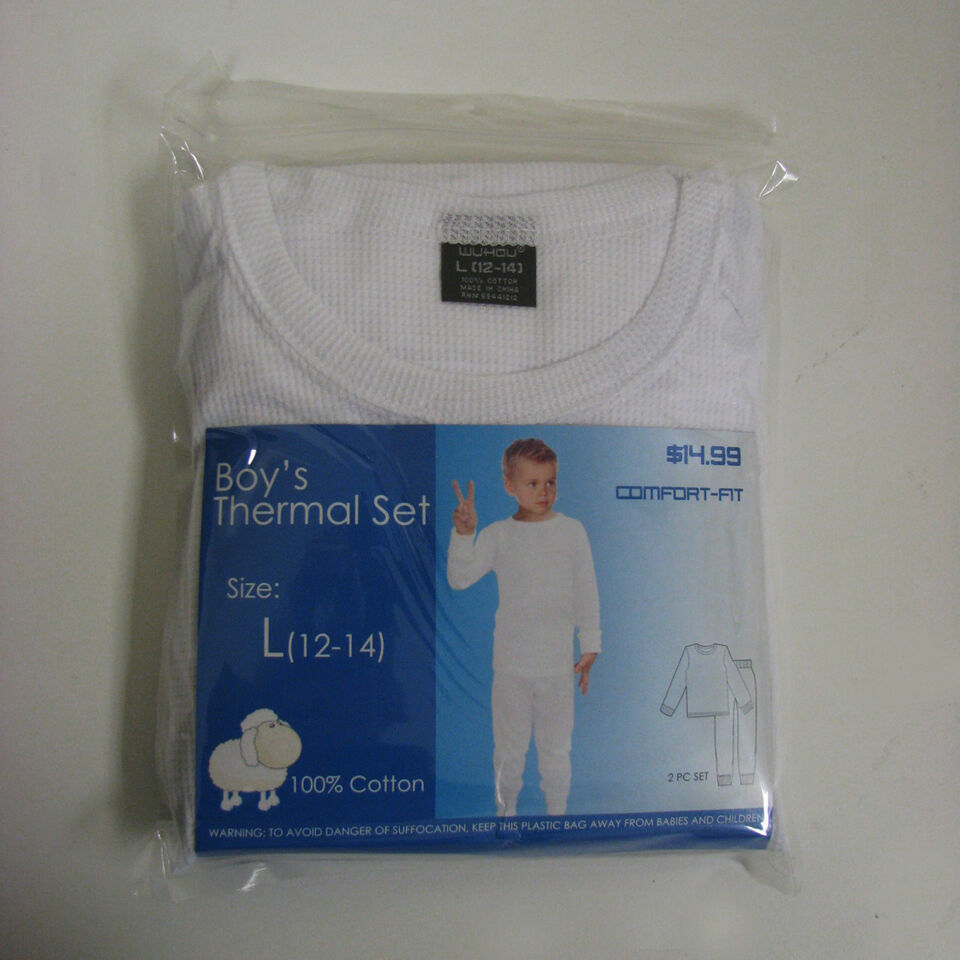 WUHOU®
L (12-14)
100% COTTON
MADE IN CHINA
Boy's
Thermal Set
Size:
L(12-14)
100% Cotton
$14.99
COMFORT-FIT
2 PC SET
WARNING: TO AVOID DANGER OF SUFFOCATION, KEEP THIS PLASTIC BAG AWAY FROM BABIES AND CHILDREN